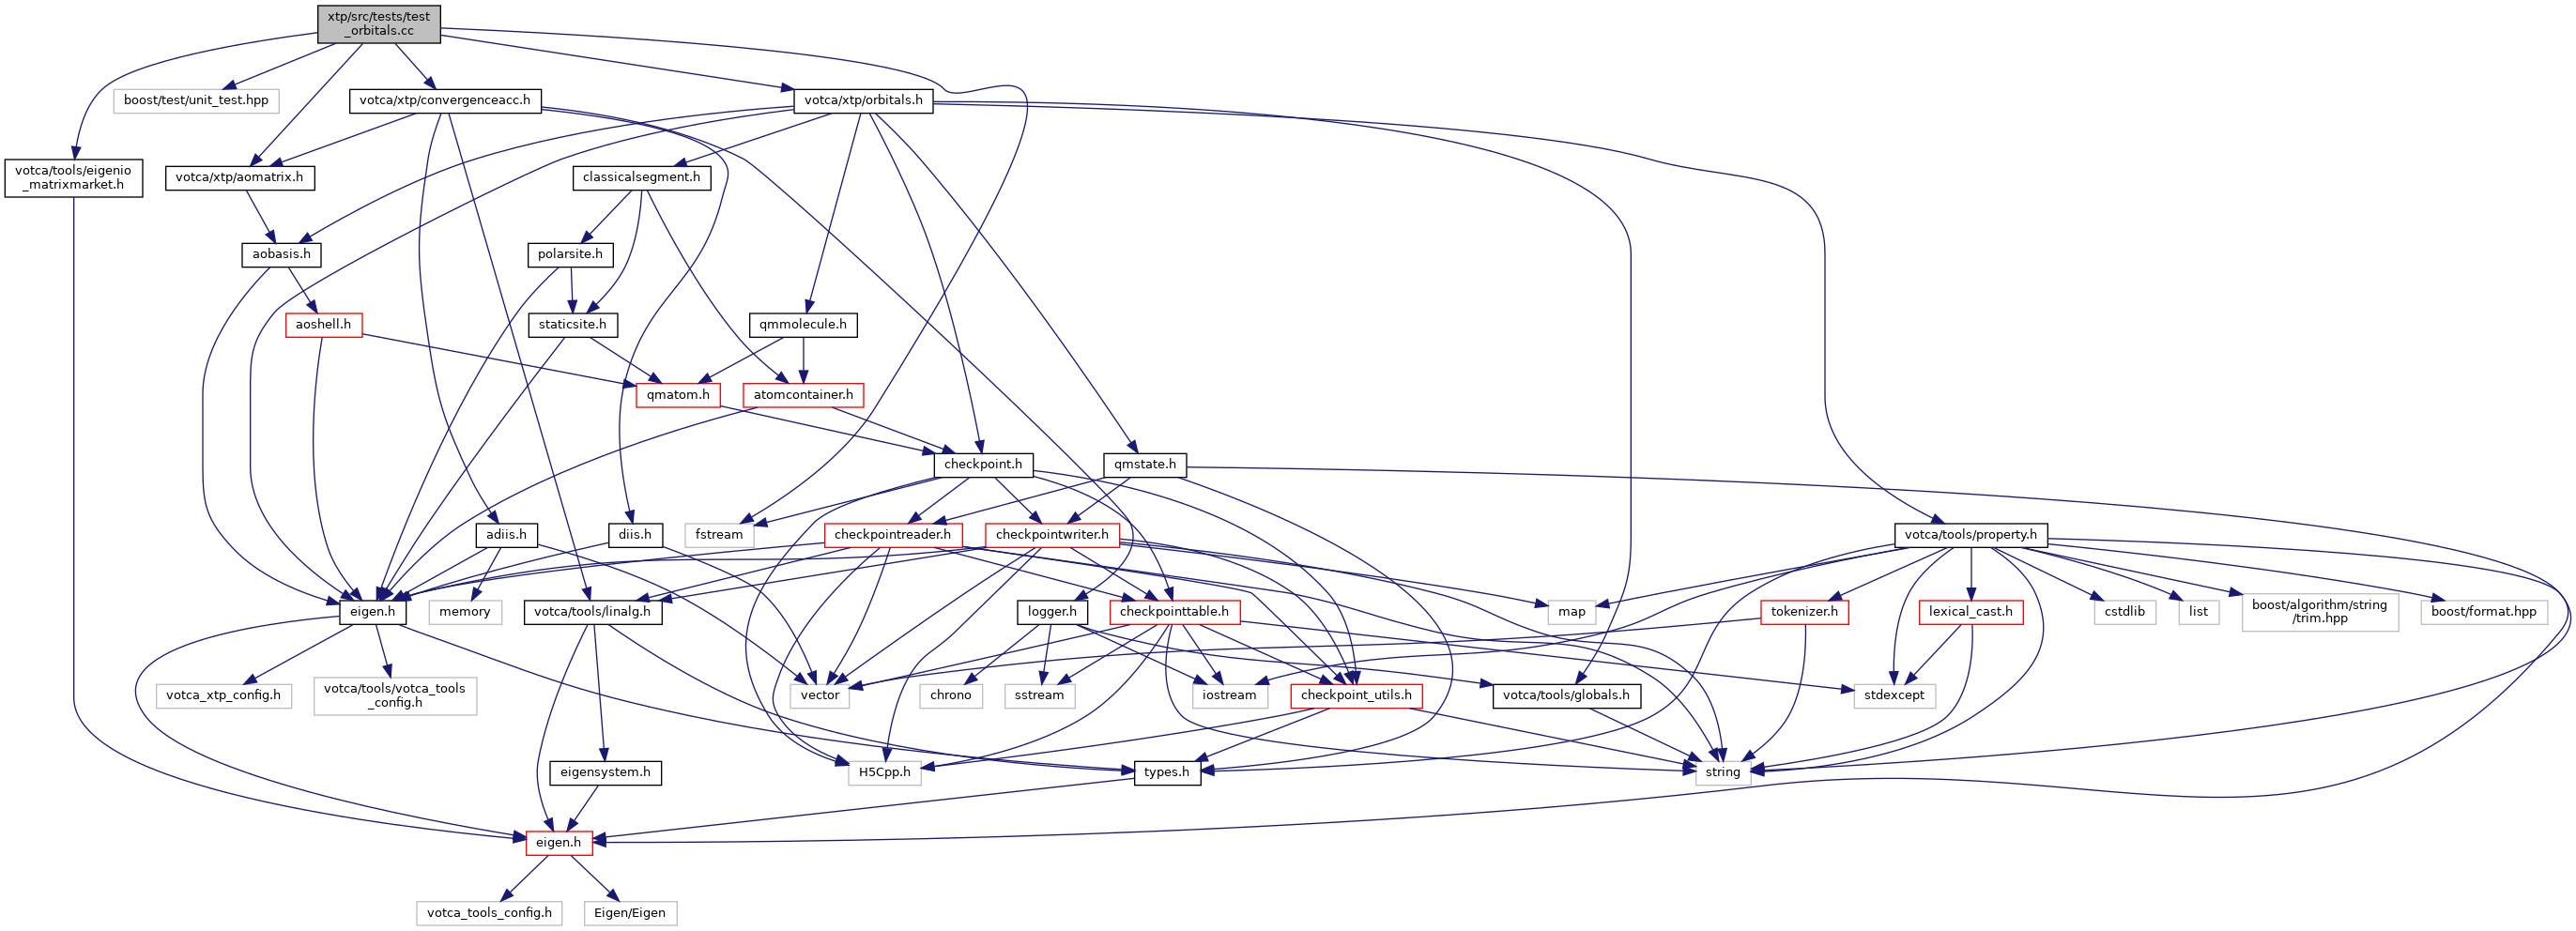 xtp/src/tests/test
_orbitals.cc
boost/test/unit_test.hpp
votca/xtp/convergenceacc.h
votca/xtp/orbitals.h
votca/tools/eigenio
_matrixmarket.h
votca/xtp/aomatrix.h
classicalsegment.h
aobasis.h
polarsite.h
aoshell.h
staticsite.h
qmmolecule.h
qmatom.h
atomcontainer.h
checkpoint.h
qmstate.h
adiis.h
diis.h
fstream
checkpointreader.h
checkpointwriter.h
votca/tools/property.h
eigen.h
memory
votca/tools/linalg.h
logger.h
checkpointtable.h
map
tokenizer.h
lexical_cast.h
cstdlib
list
boost/algorithm/string
/trim.hpp
boost/format.hpp
votca_xtp_config.h
votca/tools/votca_tools
_config.h
vector
chrono
sstream
iostream
checkpoint_utils.h
votca/tools/globals.h
stdexcept
eigensystem.h
H5Cpp.h
types.h
string
eigen.h
votca_tools_config.h
Eigen/Eigen